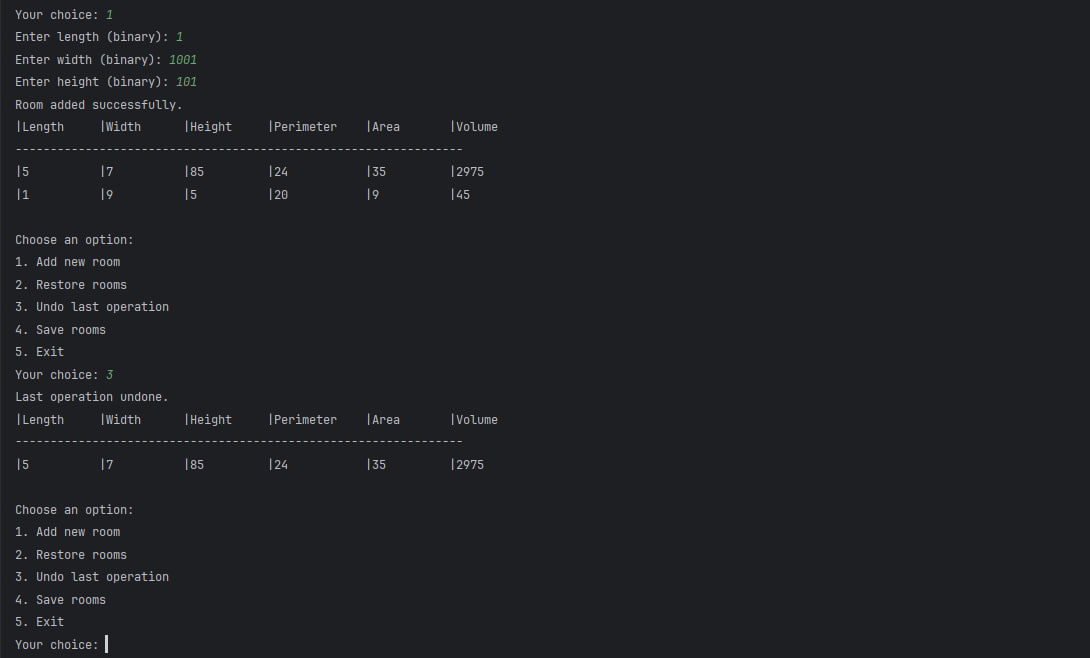 Your choice: 1
Enter length (binary): 1
Enter width (binary): 1001
Enter height (binary): 101
Room added successfully.
|Length     |Width      |Height     |Perimeter    |Area       |Volume
----------------------------------------------------------------
|5          |7          |85         |24           |35         |2975
|1          |9          |5          |20           |9          |45
Choose an option:
1. Add new room
2. Restore rooms
3. Undo last operation
4. Save rooms
5. Exit
Your choice: 3
Last operation undone.
|Length     |Width      |Height     |Perimeter    |Area       |Volume
----------------------------------------------------------------
|5          |7          |85         |24           |35         |2975
Choose an option:
1. Add new room
2. Restore rooms
3. Undo last operation
4. Save rooms
5. Exit
Your choice: